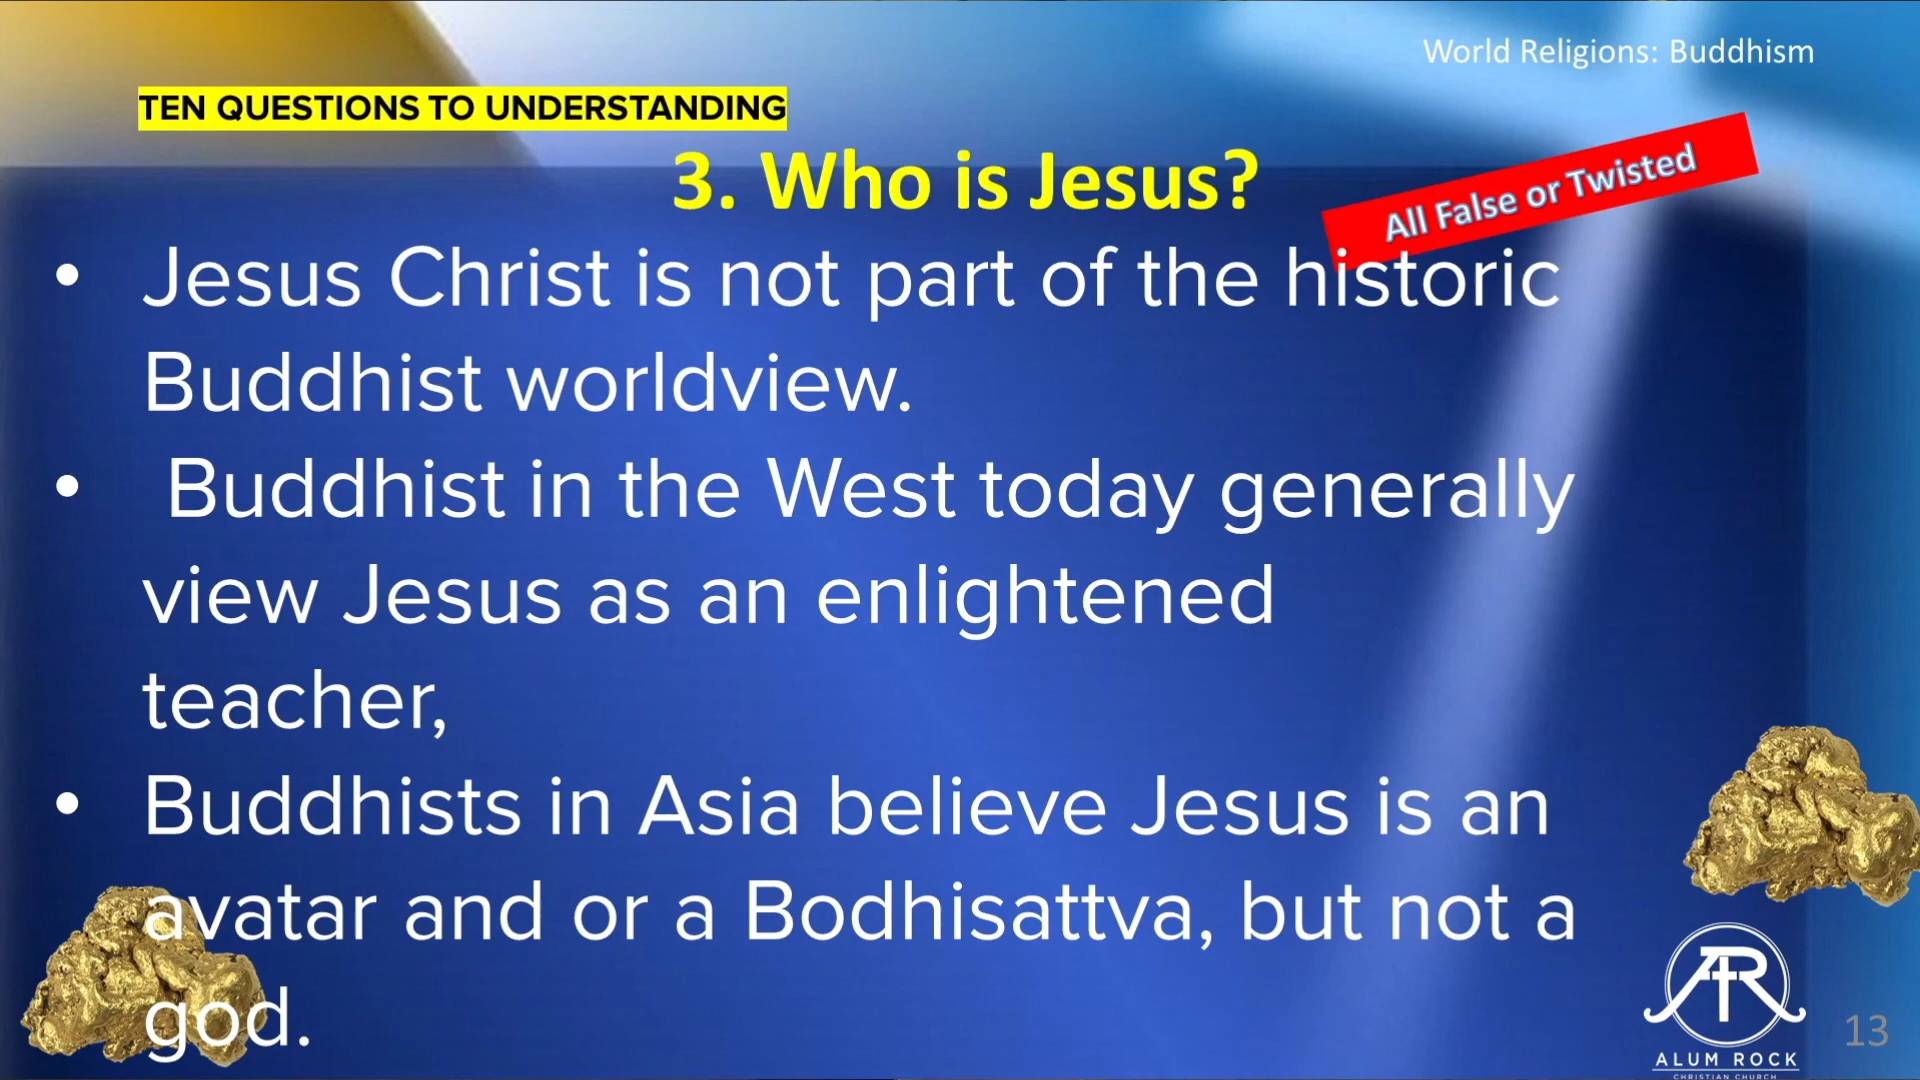 World Religions: Buddhism
TEN QUESTIONS TO UNDERSTANDING
3. Who is Jesus?
All False or Twisted
• Jesus Christ is not part of the historic
Buddhist worldview.
• Buddhist in the West today generally
view Jesus as an enlightened
teacher,
• Buddhists in Asia believe Jesus is an
avatar and or a Bodhisattva, but not a
god.
ALUM ROCK
CHRISTIAN CHURCH
13